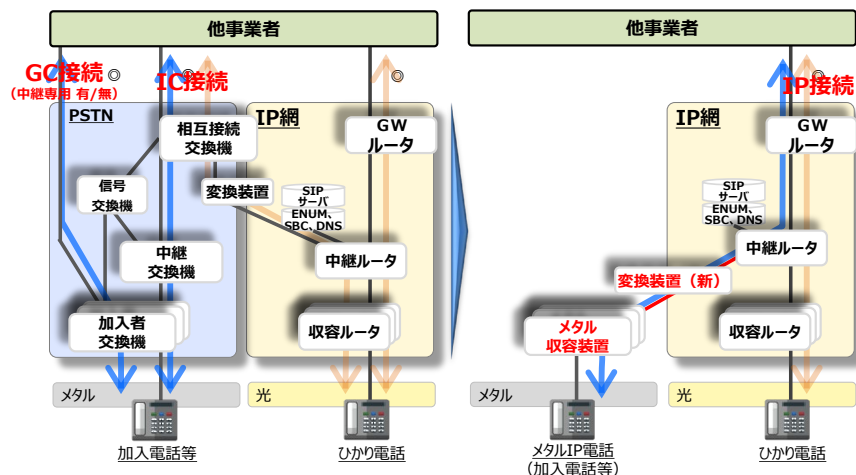 他事業者
GC接続 ◎
(中継専用 有/無)
IC接続
◎
◎
PSTN
相互接続
交換機
信号
交換機
中継
交換機
加入者
交換機
変換装置
IP網
GW
ルータ
SIP
サーバ
ENUM、
SBC、DNS
中継ルータ
収容ルータ
メタル
光
加入電話等
ひかり電話
他事業者
◎
IP接続
IP網
GW
ルータ
SIP
サーバ
ENUM、
SBC、DNS
中継ルータ
変換装置（新）
メタル
収容装置
収容ルータ
メタル
光
メタルIP電話
（加入電話等）
ひかり電話